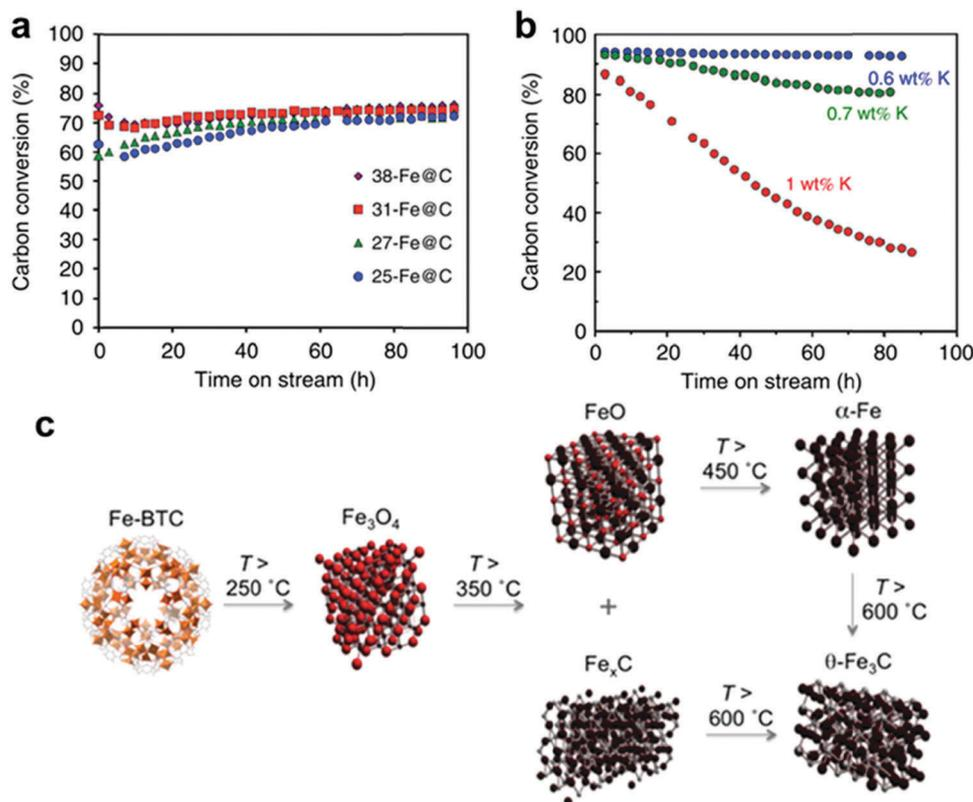 a
100
90
80
70
60
50
40
30
20
10
0
Carbon conversion (%)
38-Fe@C
31-Fe@C
27-Fe@C
25-Fe@C
0 20 40 60 80 100
Time on stream (h)
b
100
80
60
40
20
0
Carbon conversion (%)
0.6 wt% K
0.7 wt% K
1 wt% K
0 20 40 60 80 100
Time on stream (h)
c
Fe-BTC
T >
250 °C
Fe₃O₄
T >
350 °C
FeO
T >
450 °C
α-Fe
+
T >
600 °C
FeₓC
T >
600 °C
θ-Fe₃C